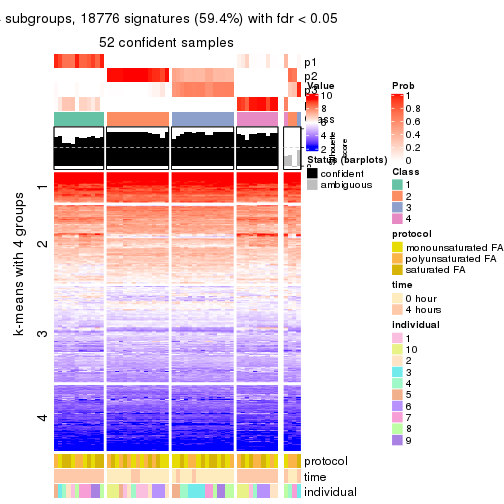 subgroups, 18776 signatures (59.4%) with fdr < 0.05
52 confident samples
p1
p2
p3
Value
10
8
6
4
2
Prob
1
0.8
0.6
0.4
0.2
0
Class
1
2
3
4
Status (barplots)
confident
ambiguous
score
protocol
monounsaturated FA
polyunsaturated FA
saturated FA
time
0 hour
4 hours
individual
1
10
2
3
4
5
6
7
8
9
k-means with 4 groups
1
2
3
4
protocol
time
individual